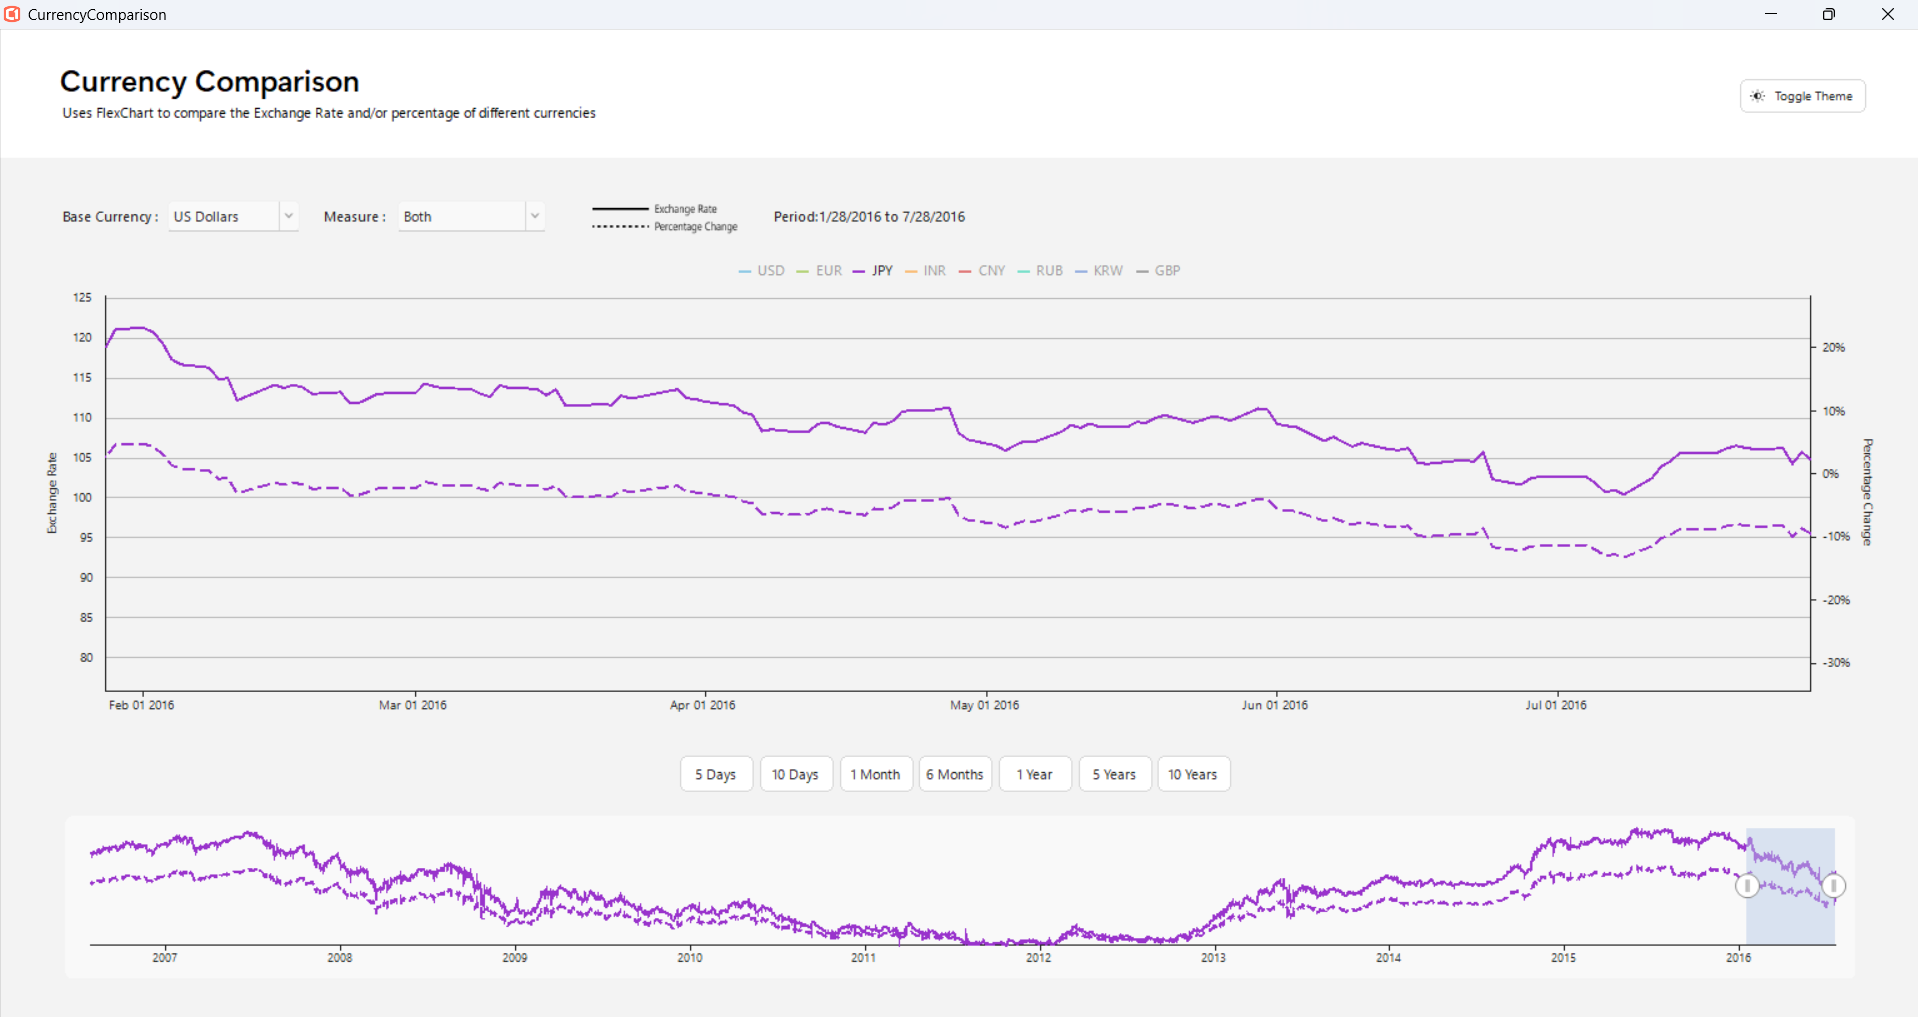 CurrencyComparison
Currency Comparison
Uses FlexChart to compare the Exchange Rate and/or percentage of different currencies
Toggle Theme
Base Currency : US Dollars Measure : Both
Exchange Rate
Percentage Change
Period:1/28/2016 to 7/28/2016
USD EUR JPY INR CNY RUB KRW GBP
125
120
115
110
105
100
95
90
85
80
Exchange Rate
20%
10%
0%
-10%
-20%
-30%
Percentage Change
Feb 01 2016 Mar 01 2016 Apr 01 2016 May 01 2016 Jun 01 2016 Jul 01 2016
5 Days 10 Days 1 Month 6 Months 1 Year 5 Years 10 Years
2007 2008 2009 2010 2011 2012 2013 2014 2015 2016